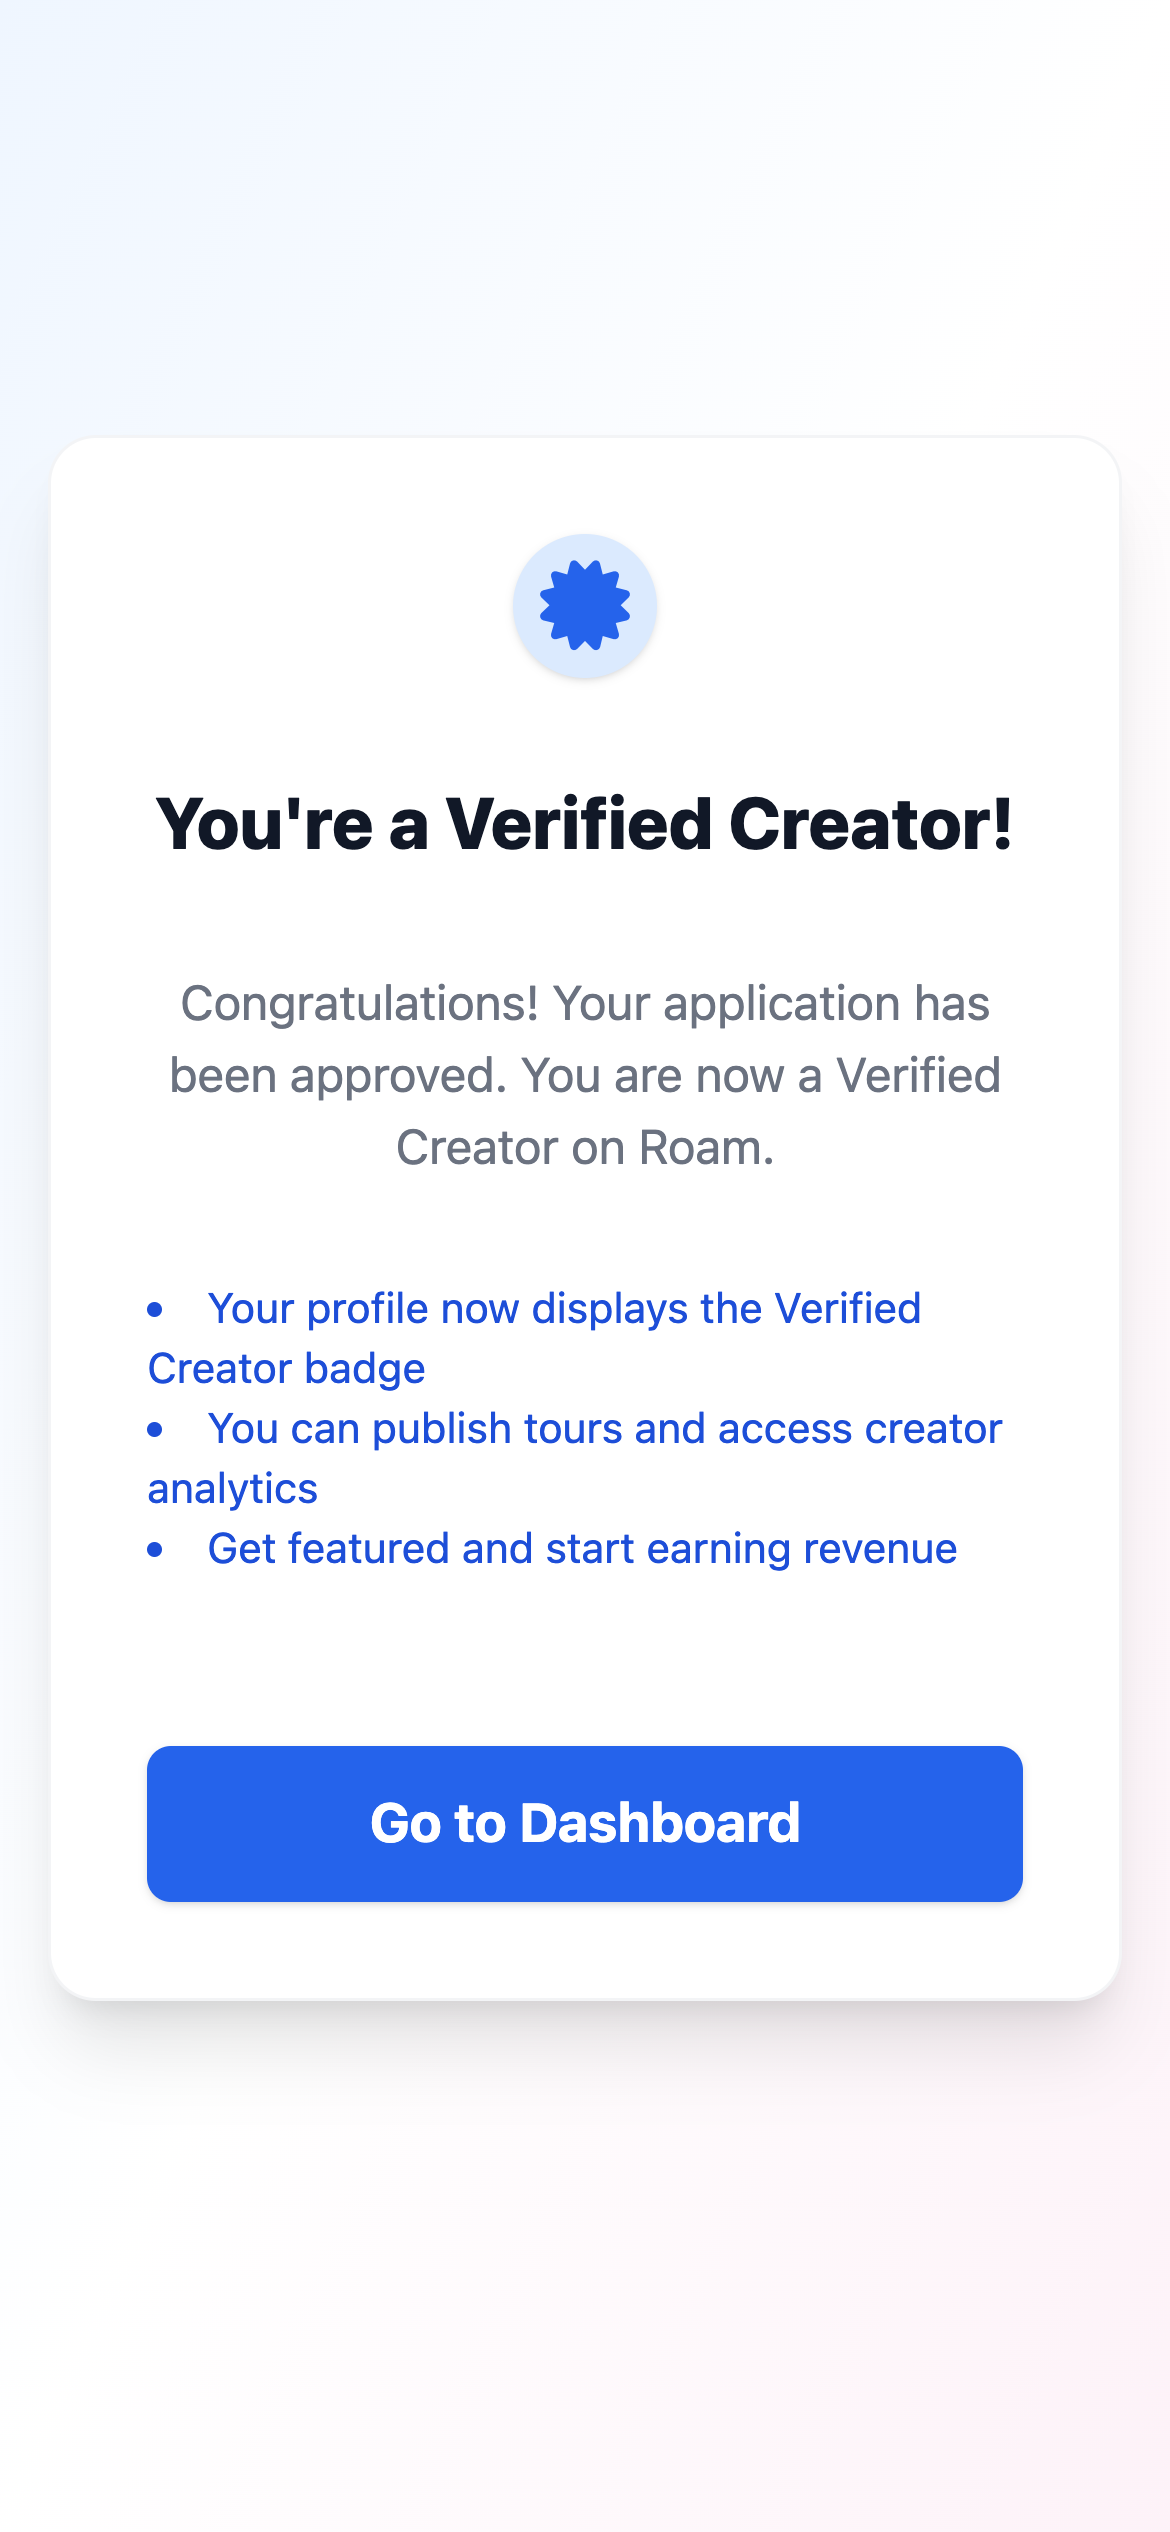 You're a Verified Creator!
Congratulations! Your application has
been approved. You are now a Verified
Creator on Roam.
• Your profile now displays the Verified
Creator badge
• You can publish tours and access creator
analytics
• Get featured and start earning revenue
Go to Dashboard